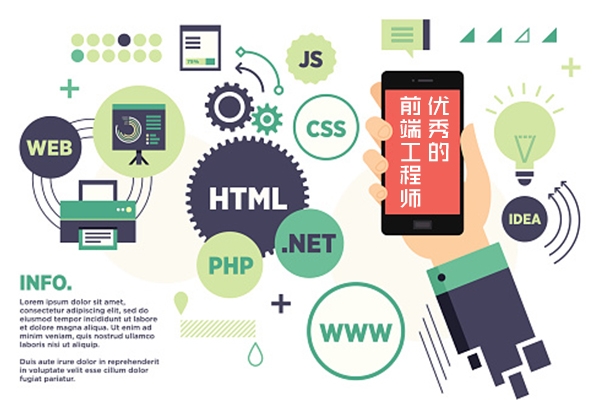 75%
JS
CSS
WEB
HTML
.NET
PHP
WWW
IDEA
优秀的
前端工程师
INFO.
Lorem ipsum dolor sit amet,
consectetur adipiscing elit, sed do
eiusmod tempor incididunt ut labore
et dolore magna aliqua. Ut enim ad
minim veniam, quis nostrud ullamco
laboris nisi ut aliquip.
Duis aute irure dolor in reprehenderit
in voluptate velit esse cillum dolor
fugiat pariatur.